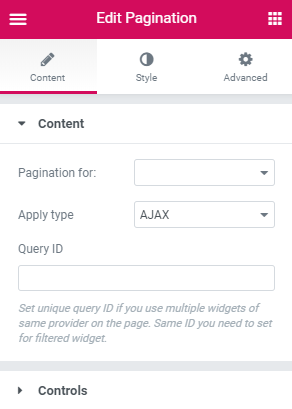 Edit Pagination
Content
Style
Advanced
Content
Pagination for:
Apply type
AJAX
Query ID
Set unique query ID if you use multiple widgets of
same provider on the page. Same ID you need to set
for filtered widget.
Controls